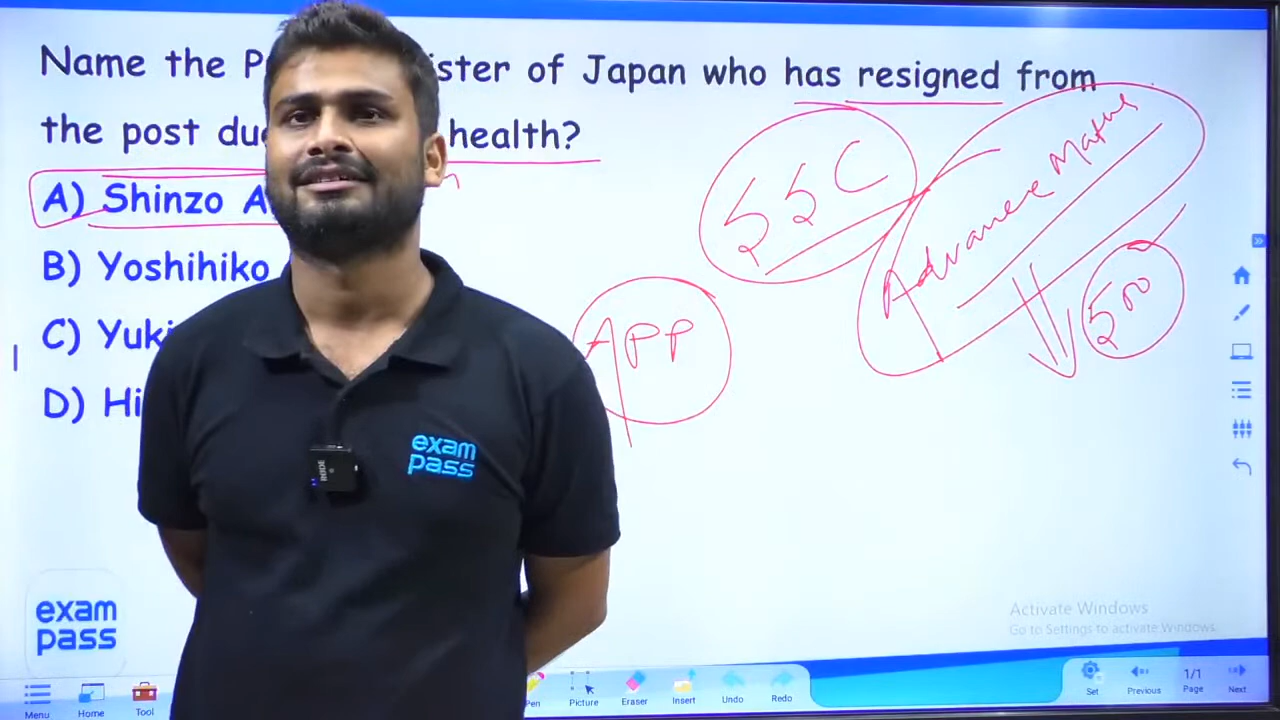 Name the P ister of Japan who has resigned from
the post du health?
A) Shinzo A
B) Yoshihiko
C) Yuki
D) Hi
SSC
Advance Maths
500
APP
exam
pass
RODE
exam
pass
Activate Windows
Go to Settings to activate Windows.
Menu Home Tool Pen Picture Eraser Insert Undo Redo Set Previous 1/1 Page Next